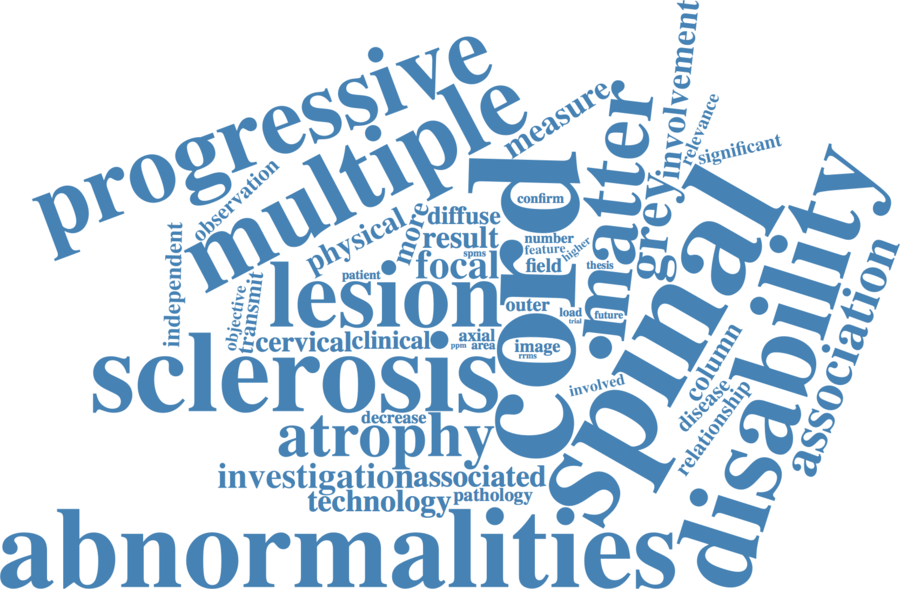 progressive
multiple
measure
involvement
relevance
significant
observation
physical
more
diffuse
result
spms
focal
confirm
number
feature
higher
field
thesis
matter
grey
independent
objective
transmit
patient
lesion
cord
outer
load
trial
future
spinal
disability
association
cervical
clinical
axial
ppm
area
image
rrms
sclerosis
involved
column
disease
relationship
decrease
atrophy
investigation
associated
technology
pathology
abnormalities